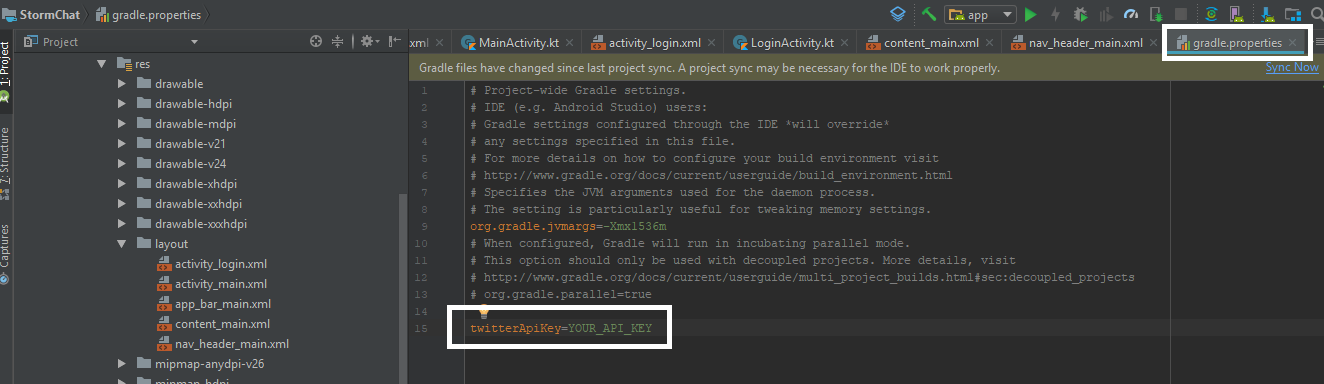 StormChat
gradle.properties
app
1: Project
7: Structure
Captures
Project
res
drawable
drawable-hdpi
drawable-mdpi
drawable-v21
drawable-v24
drawable-xhdpi
drawable-xxhdpi
drawable-xxxhdpi
layout
activity_login.xml
activity_main.xml
app_bar_main.xml
content_main.xml
nav_header_main.xml
mipmap-anydpi-v26
mipmap-hdpi
xml
MainActivity.kt
activity_login.xml
LoginActivity.kt
content_main.xml
nav_header_main.xml
gradle.properties
Gradle files have changed since last project sync. A project sync may be necessary for the IDE to work properly.
Sync Now
1 # Project-wide Gradle settings.
2 # IDE (e.g. Android Studio) users:
3 # Gradle settings configured through the IDE *will override*
4 # any settings specified in this file.
5 # For more details on how to configure your build environment visit
6 # http://www.gradle.org/docs/current/userguide/build_environment.html
7 # Specifies the JVM arguments used for the daemon process.
8 # The setting is particularly useful for tweaking memory settings.
9 org.gradle.jvmargs=-Xmx1536m
10 # When configured, Gradle will run in incubating parallel mode.
11 # This option should only be used with decoupled projects. More details, visit
12 # http://www.gradle.org/docs/current/userguide/multi_project_builds.html#sec:decoupled_projects
13 # org.gradle.parallel=true
14
15 twitterApiKey=YOUR_API_KEY